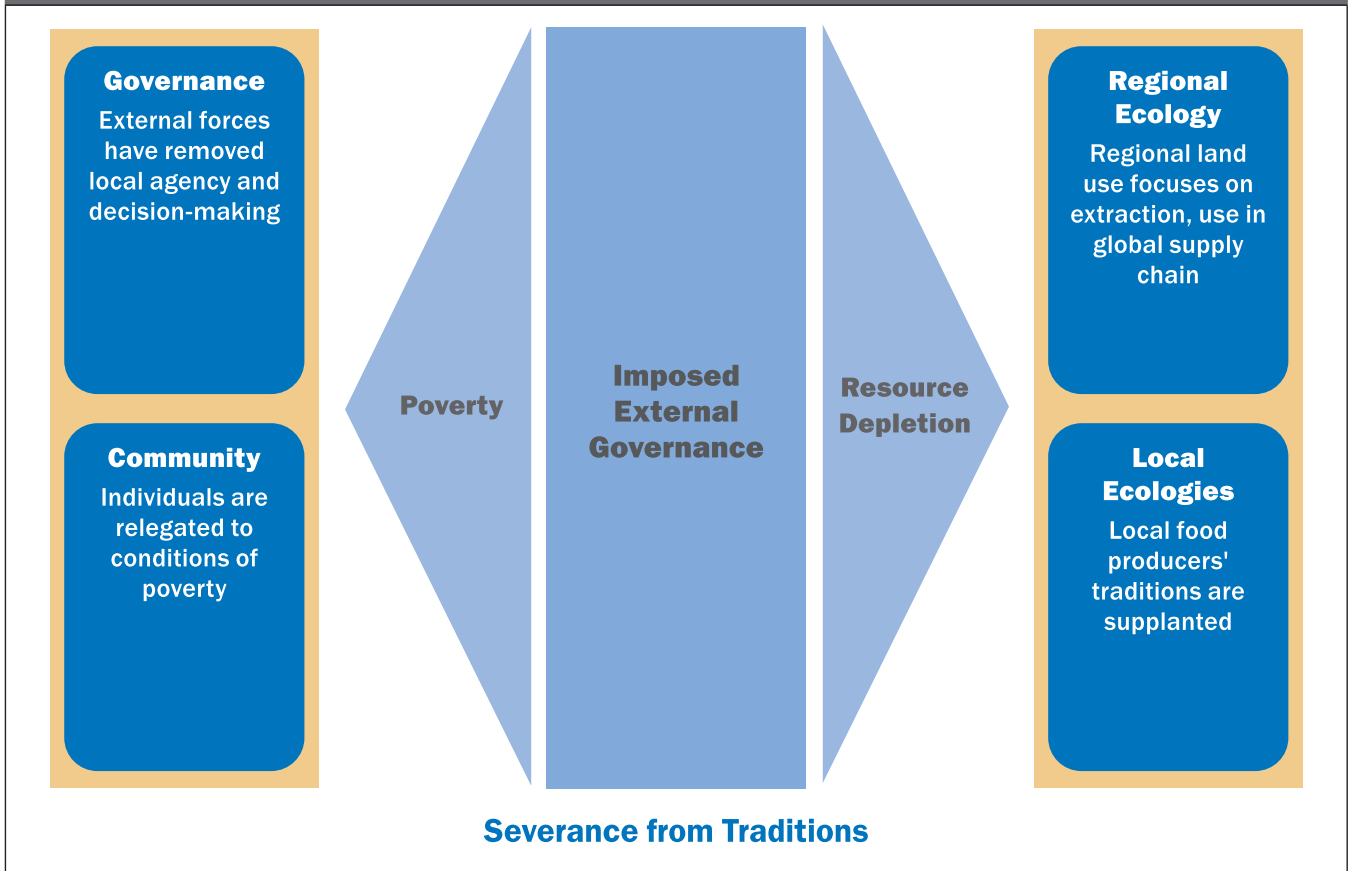 Governance
External forces
have removed
local agency and
decision-making
Community
Individuals are
relegated to
conditions of
poverty
Poverty
Imposed
External
Governance
Resource
Depletion
Regional
Ecology
Regional land
use focuses on
extraction, use in
global supply
chain
Local
Ecologies
Local food
producers'
traditions are
supplanted
Severance from Traditions